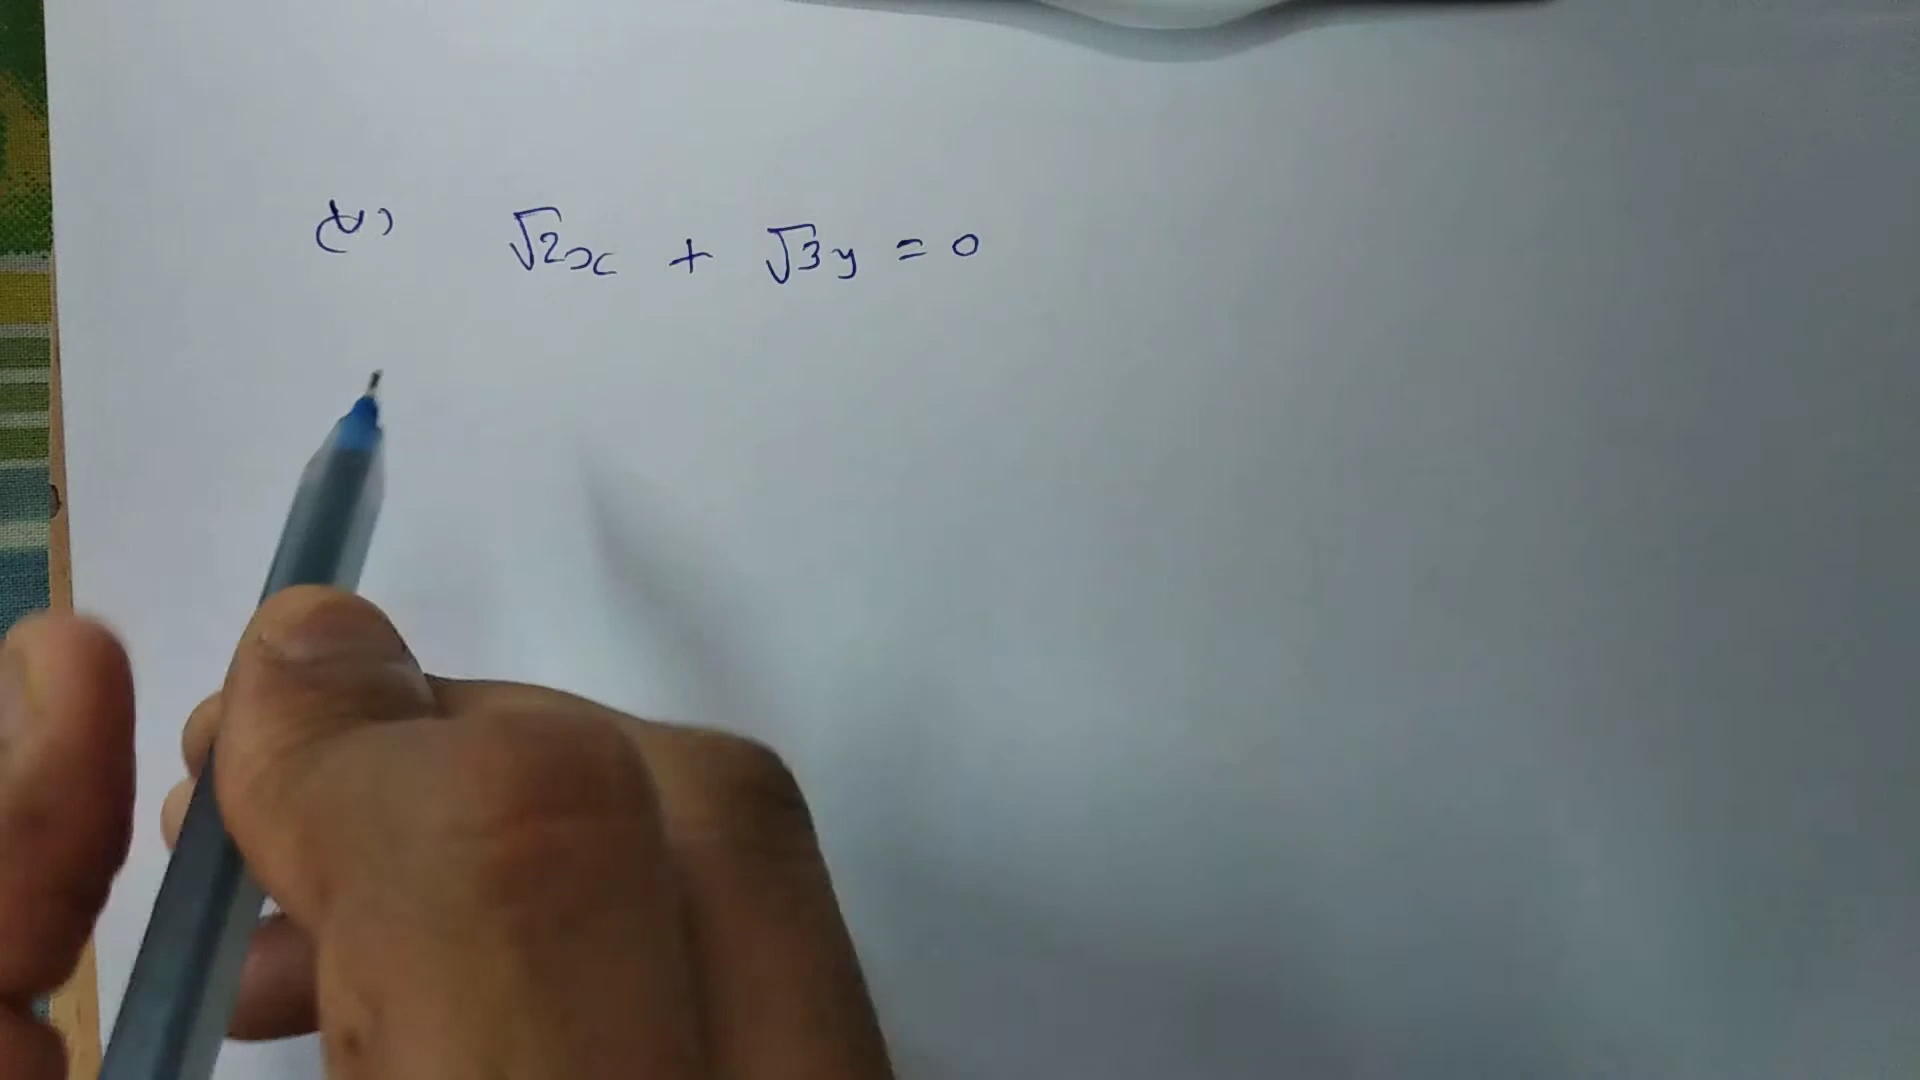 (v) √2x + √3y = 0